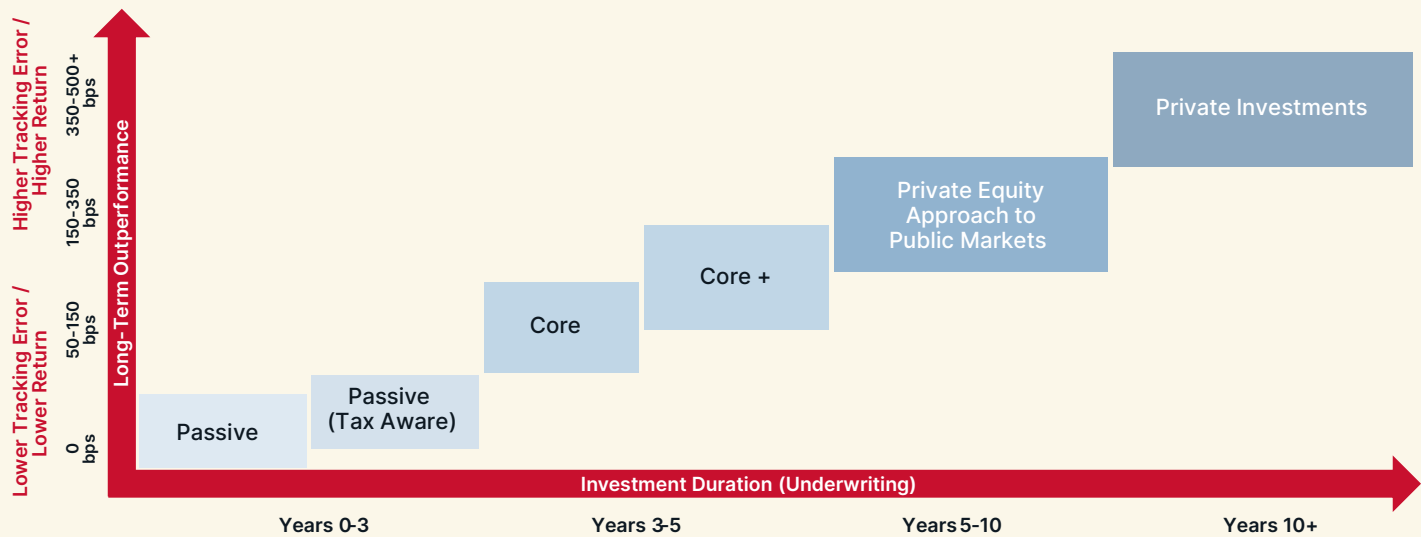 Higher Tracking Error /
Higher Return
Lower Tracking Error /
Lower Return
350-500+
bps
150-350
bps
50-150
bps
0
bps
Long-Term Outperformance
Private Investments
Private Equity
Approach to
Public Markets
Core +
Core
Passive
(Tax Aware)
Passive
Investment Duration (Underwriting)
Years 0-3
Years 3-5
Years 5-10
Years 10+